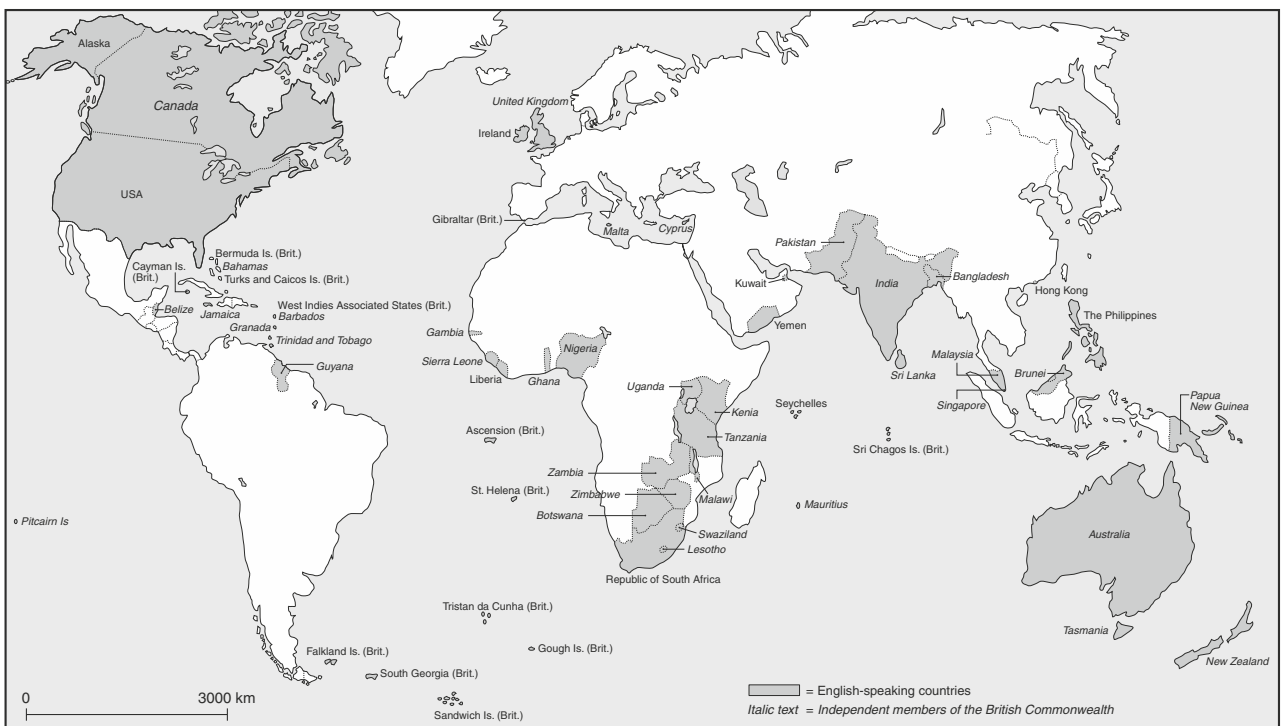 Alaska
Canada
USA
United Kingdom
Ireland
Gibraltar (Brit.)
Malta
Cyprus
Bermuda Is. (Brit.)
Bahamas
Turks and Caicos Is. (Brit.)
Cayman Is.
(Brit.)
Belize
Jamaica
West Indies Associated States (Brit.)
Barbados
Granada
Trinidad and Tobago
Guyana
Pakistan
Kuwait
India
Bangladesh
Hong Kong
Yemen
The Philippines
Gambia
Sierra Leone
Liberia
Ghana
Nigeria
Malaysia
Brunei
Sri Lanka
Singapore
Uganda
Kenia
Tanzania
Seychelles
Papua
New Guinea
Ascension (Brit.)
Sri Chagos Is. (Brit.)
Zambia
St. Helena (Brit.)
Zimbabwe
Malawi
Mauritius
Botswana
Pitcairn Is
Swaziland
Lesotho
Australia
Republic of South Africa
Tristan da Cunha (Brit.)
Tasmania
Falkland Is. (Brit.)
Gough Is. (Brit.)
New Zealand
South Georgia (Brit.)
Sandwich Is. (Brit.)
0 3000 km
= English-speaking countries
Italic text = Independent members of the British Commonwealth